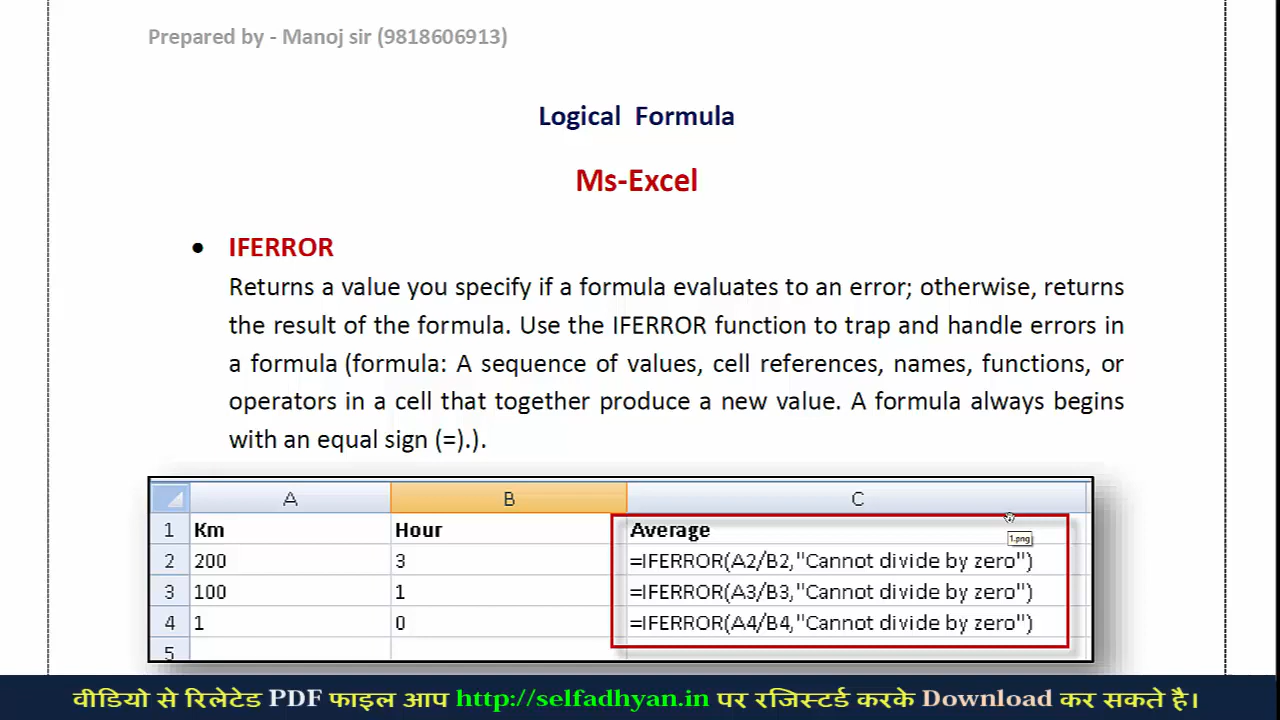 Prepared by - Manoj sir (9818606913)
Logical Formula
Ms-Excel
• IFERROR
Returns a value you specify if a formula evaluates to an error; otherwise, returns
the result of the formula. Use the IFERROR function to trap and handle errors in
a formula (formula: A sequence of values, cell references, names, functions, or
operators in a cell that together produce a new value. A formula always begins
with an equal sign (=).).
A B C
1 Km Hour Average
1.png
2 200 3 =IFERROR(A2/B2,"Cannot divide by zero")
3 100 1 =IFERROR(A3/B3,"Cannot divide by zero")
4 1 0 =IFERROR(A4/B4,"Cannot divide by zero")
5
वीडियो से रिलेटेड PDF फाइल आप http://selfadhyan.in पर रजिस्टर्ड करके Download कर सकते है।